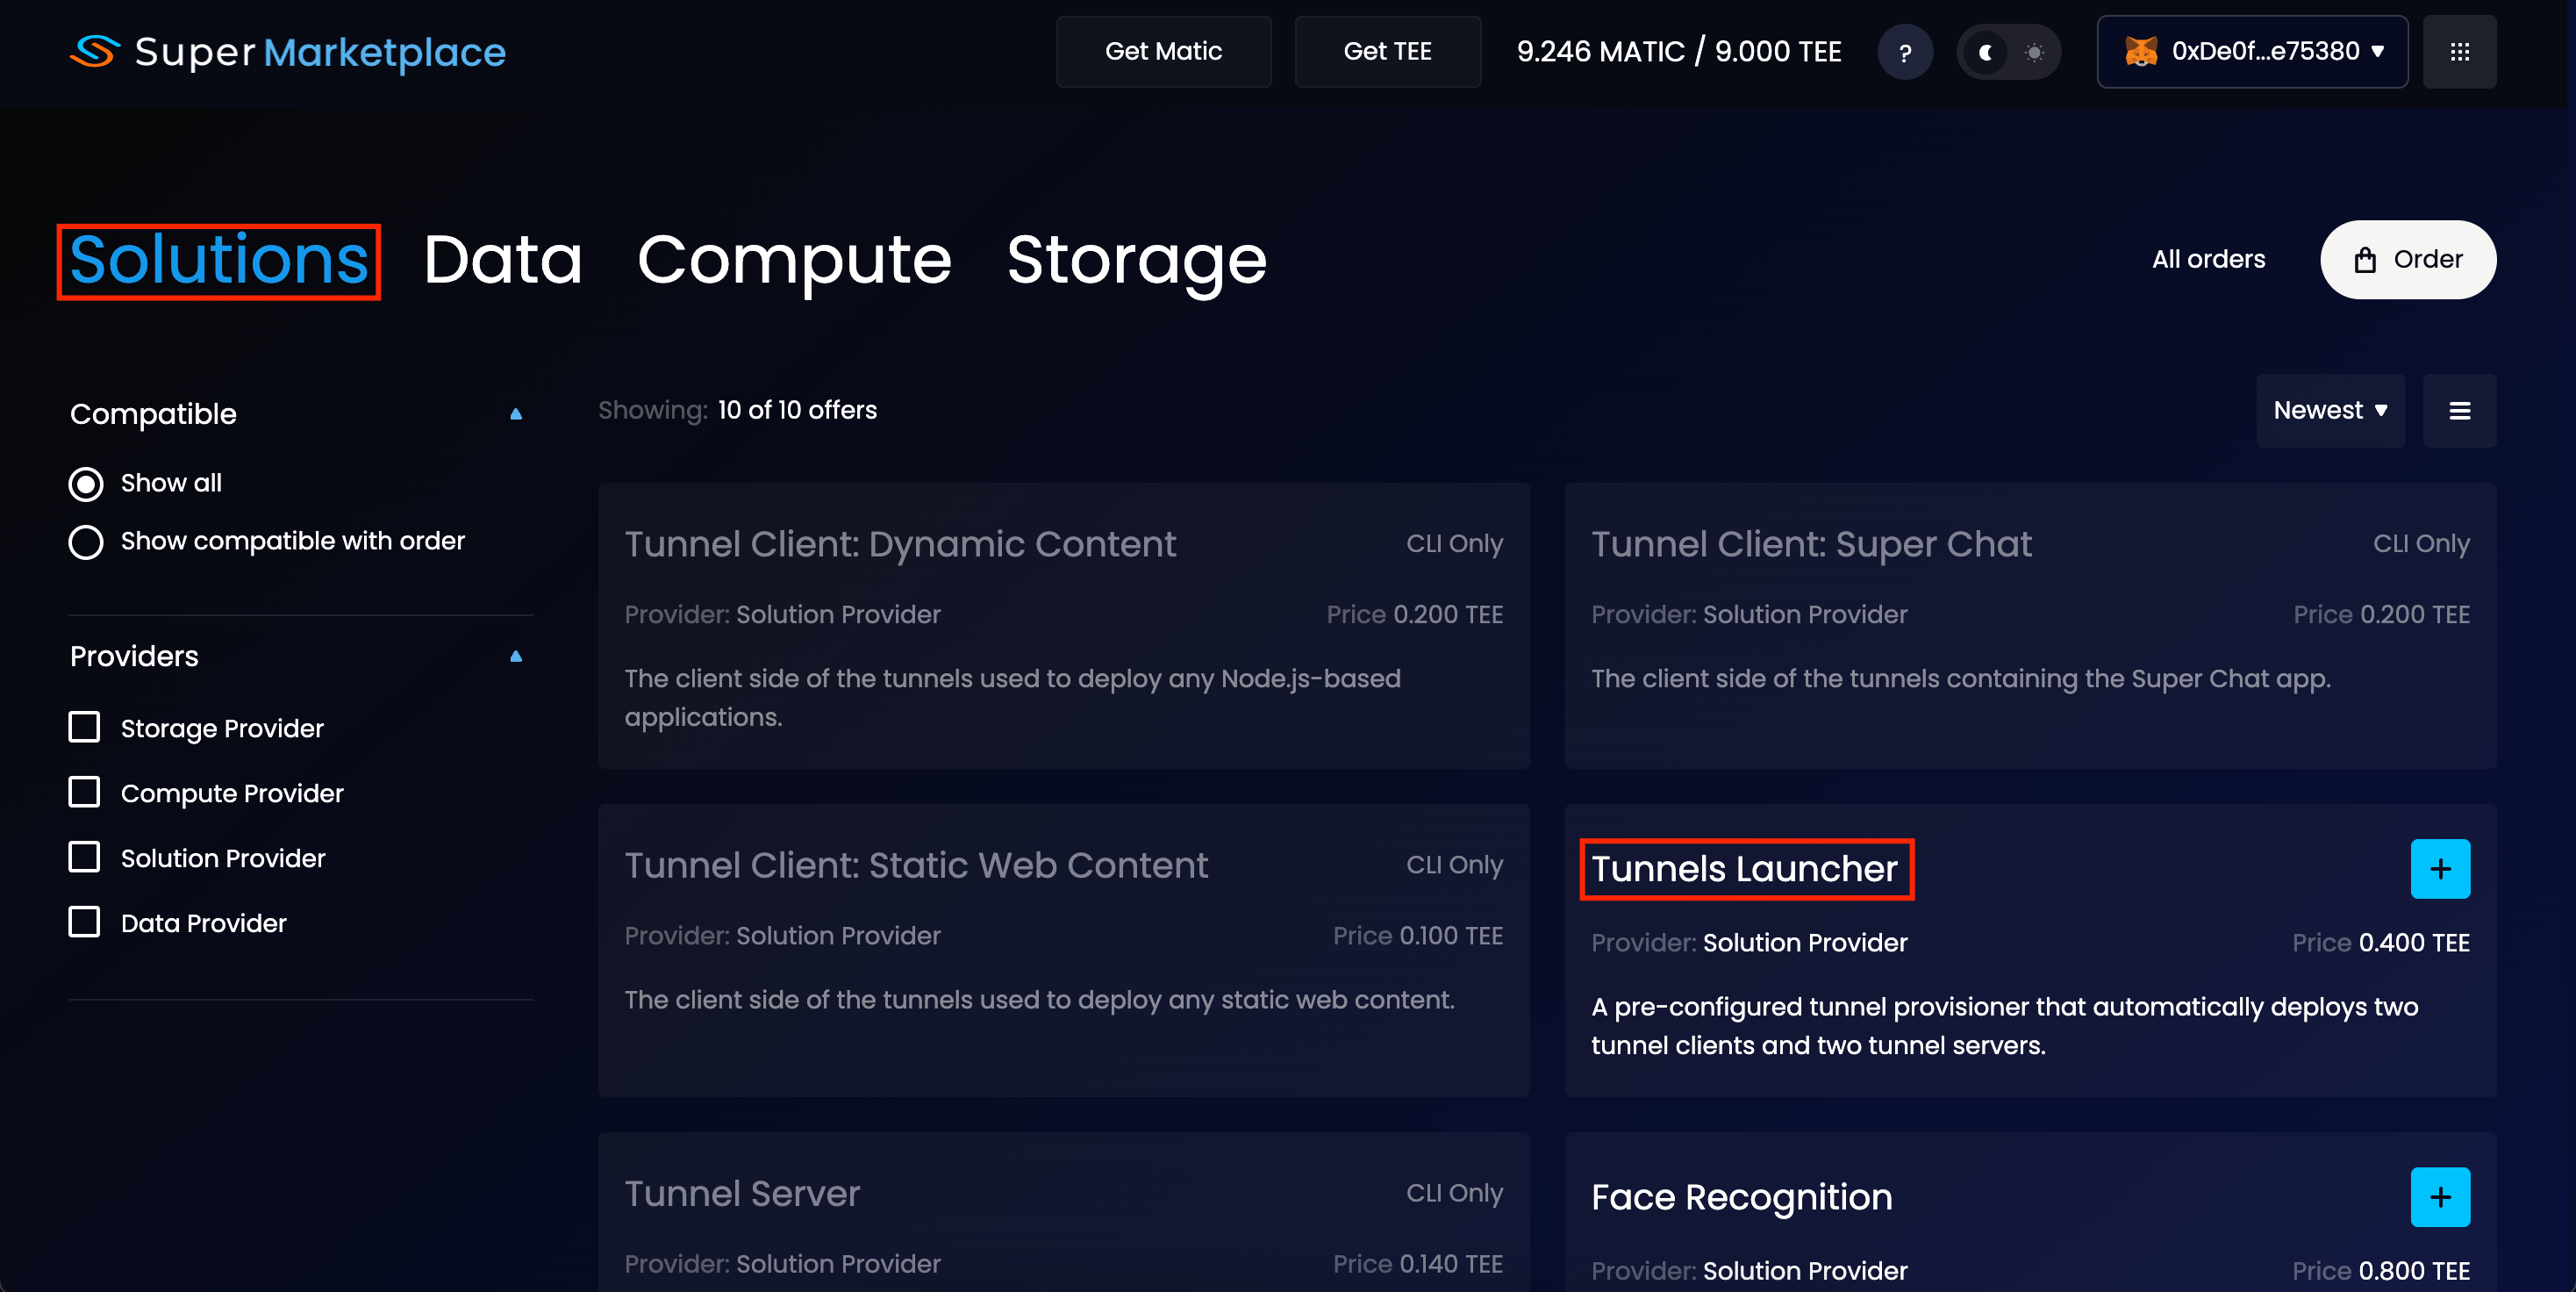 Super Marketplace
Get Matic
Get TEE
9.246 MATIC / 9.000 TEE
?
0xDe0f...e75380
Solutions
Data
Compute
Storage
All orders
Order
Compatible
Show all
Show compatible with order
Providers
Storage Provider
Compute Provider
Solution Provider
Data Provider
Showing: 10 of 10 offers
Newest
Tunnel Client: Dynamic Content
CLI Only
Provider: Solution Provider
Price 0.200 TEE
The client side of the tunnels used to deploy any Node.js-based
applications.
Tunnel Client: Super Chat
CLI Only
Provider: Solution Provider
Price 0.200 TEE
The client side of the tunnels containing the Super Chat app.
Tunnel Client: Static Web Content
CLI Only
Provider: Solution Provider
Price 0.100 TEE
The client side of the tunnels used to deploy any static web content.
Tunnels Launcher
+
Provider: Solution Provider
Price 0.400 TEE
A pre-configured tunnel provisioner that automatically deploys two
tunnel clients and two tunnel servers.
Tunnel Server
CLI Only
Provider: Solution Provider
Price 0.140 TEE
Face Recognition
+
Provider: Solution Provider
Price 0.800 TEE